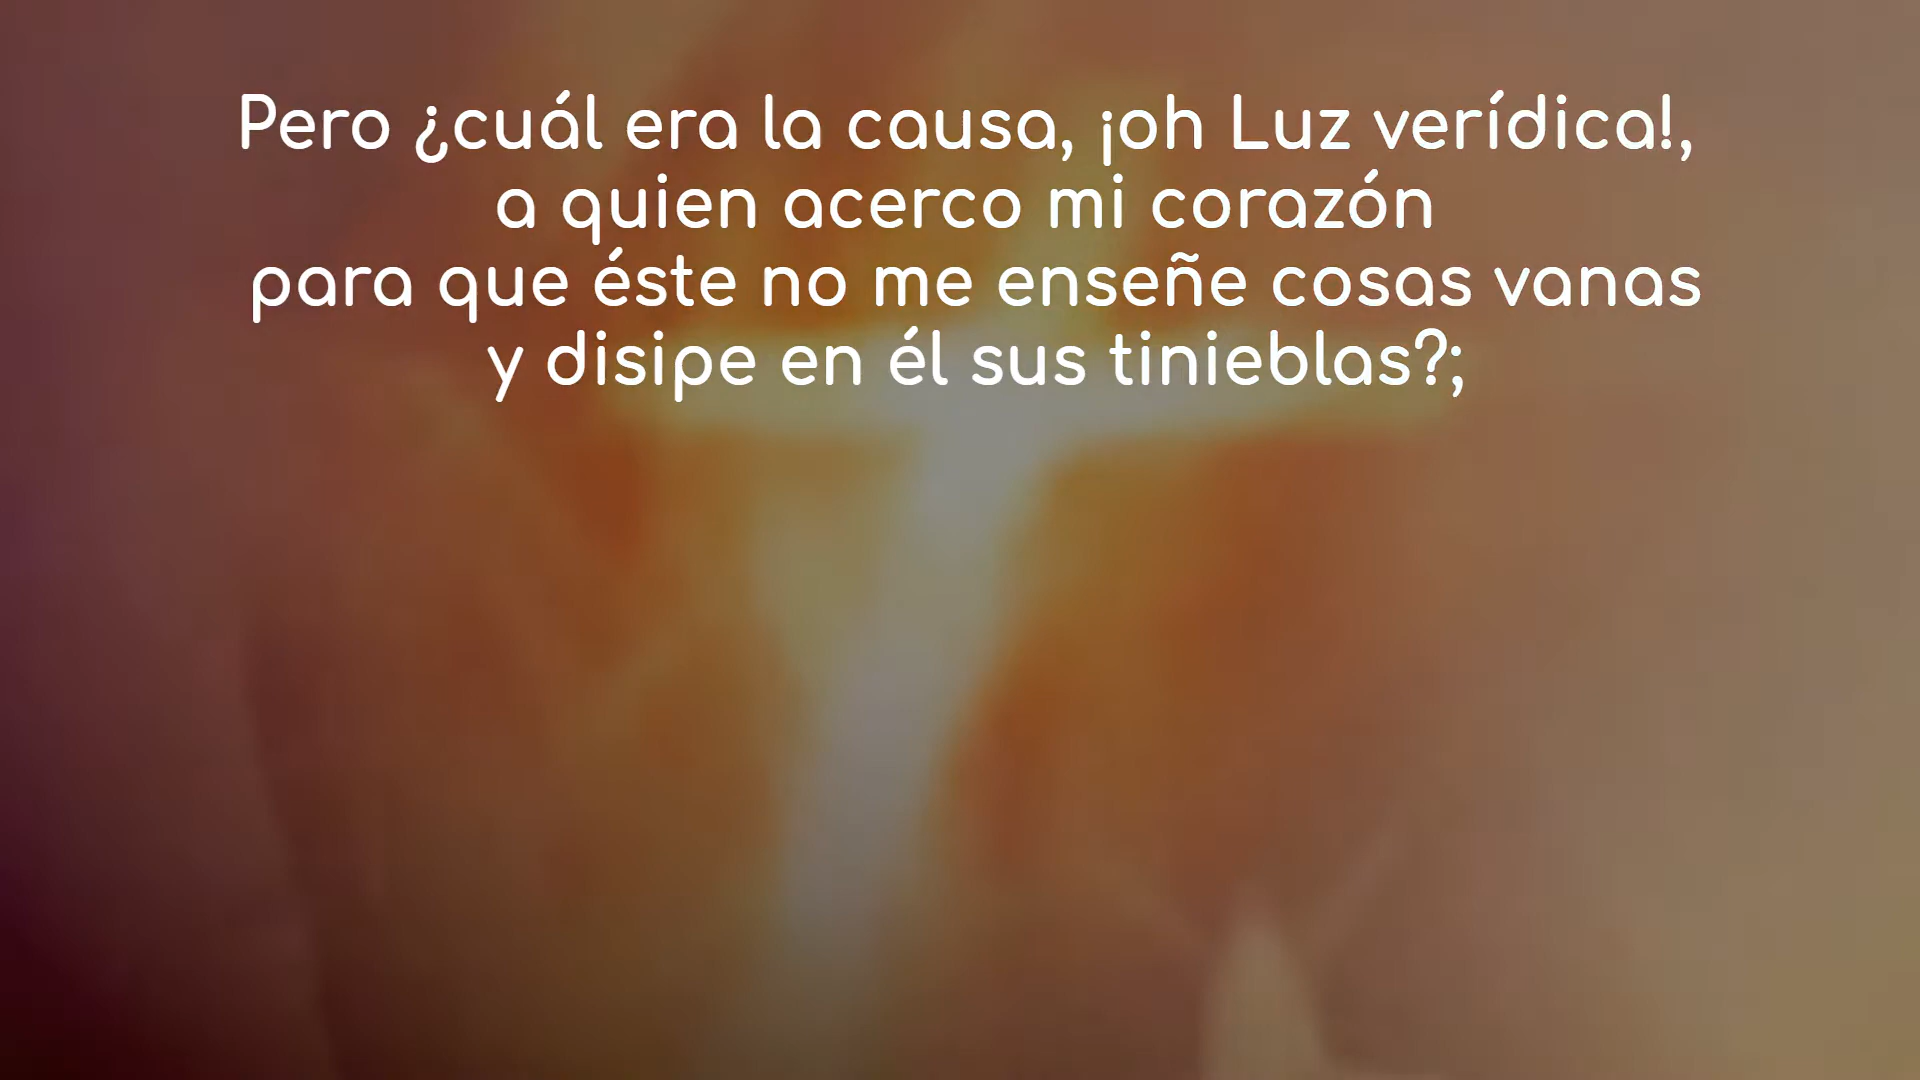 Pero ¿cuál era la causa, ¡oh Luz verídica!,
a quien acerco mi corazón
para que éste no me enseñe cosas vanas
y disipe en él sus tinieblas?;